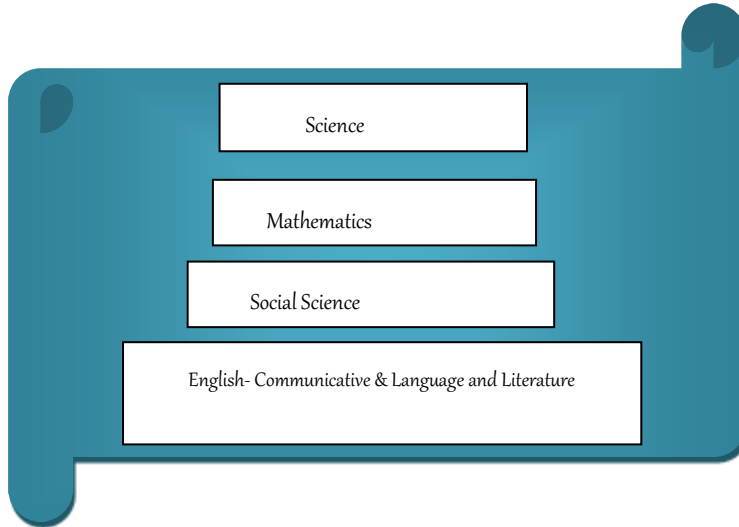 Science
Mathematics
Social Science
English- Communicative & Language and Literature